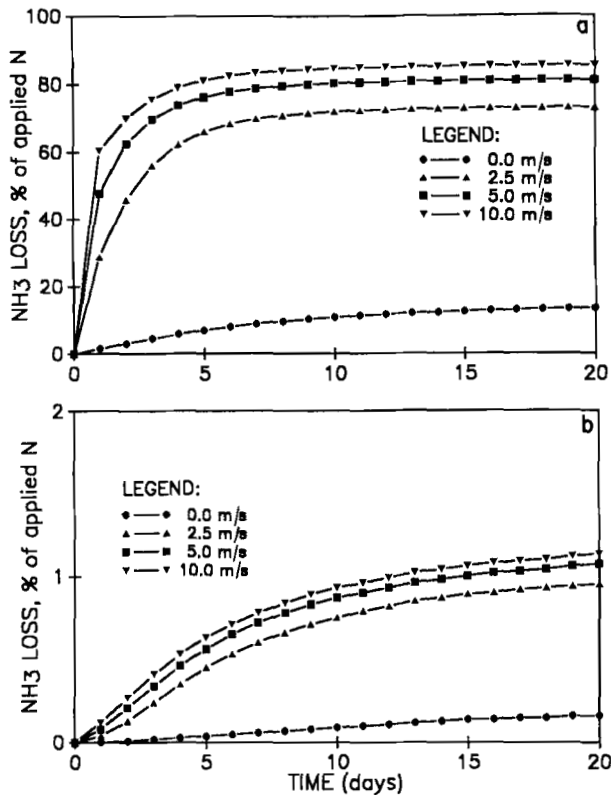 a
100
80
60
40
20
0
NH3 LOSS, % of applied N
LEGEND:
0.0 m/s
2.5 m/s
5.0 m/s
10.0 m/s
0 5 10 15 20
b
2
1
0
NH3 LOSS, % of applied N
LEGEND:
0.0 m/s
2.5 m/s
5.0 m/s
10.0 m/s
0 5 10 15 20
TIME (days)